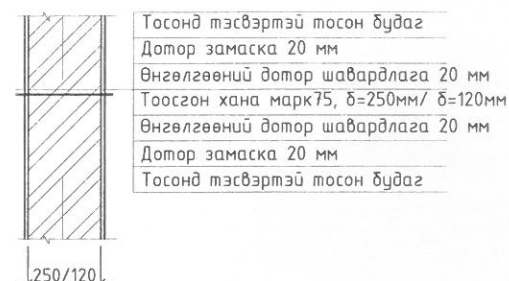 Тосонд тэсвэртэй тосон будаг
Дотор замаска 20 мм
Өнгөлгөөний дотор шавардлага 20 мм
Тоосгон хана марк75, δ=250мм/ δ=120мм
Өнгөлгөөний дотор шавардлага 20 мм
Дотор замаска 20 мм
Тосонд тэсвэртэй тосон будаг
250/120